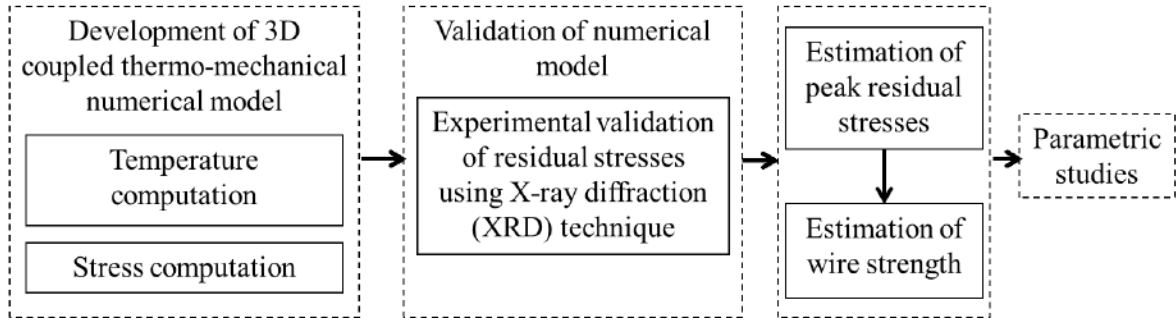 Development of 3D
coupled thermo-mechanical
numerical model
Temperature
computation
Stress computation
Validation of numerical
model
Experimental validation
of residual stresses
using X-ray diffraction
(XRD) technique
Estimation of
peak residual
stresses
Estimation of
wire strength
Parametric
studies